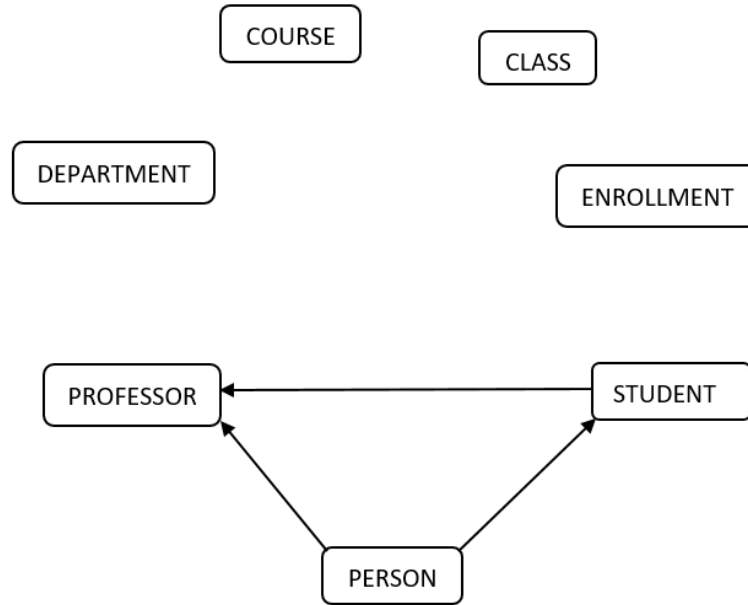 COURSE
CLASS
DEPARTMENT
ENROLLMENT
PROFESSOR
STUDENT
PERSON